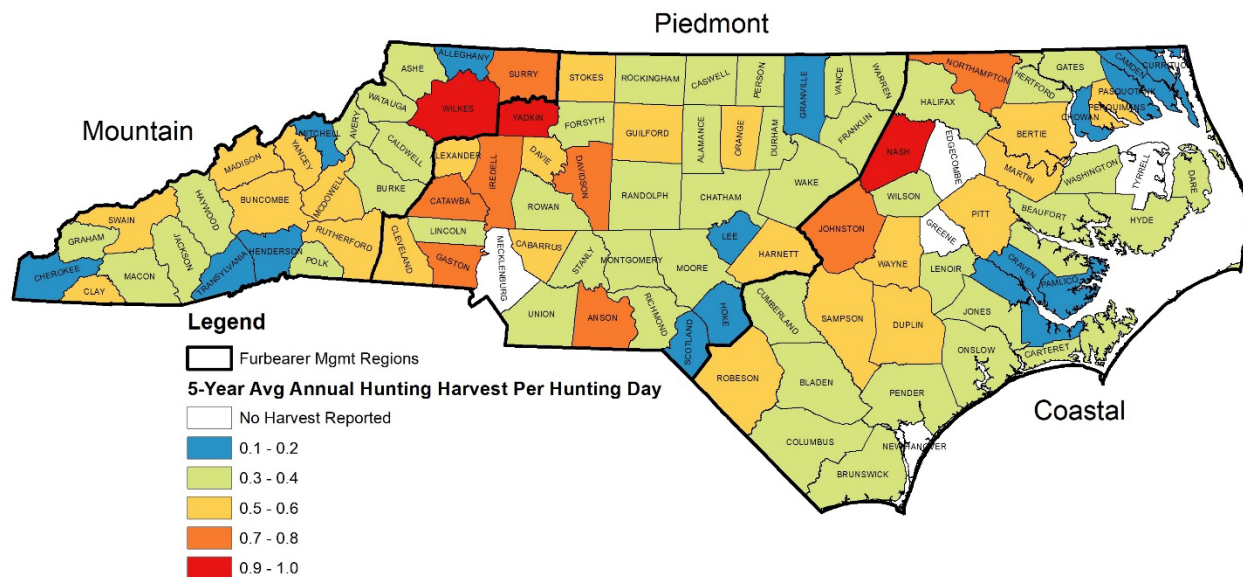 Piedmont
Mountain
Coastal
ALLEGHANY
ASHE
SURRY
STOKES
ROCKINGHAM
CASWELL
PERSON
GRANVILLE
VANCE
WARREN
NORTHAMPTON
HERTFORD
GATES
CAMDEN
CURRITUCK
PASQUOTANK
PERQUIMANS
CHOWAN
WATAUGA
WILKES
YADKIN
FORSYTH
GUILFORD
ALAMANCE
ORANGE
DURHAM
FRANKLIN
HALIFAX
BERTIE
MITCHELL
AVERY
CALDWELL
LEXANDER
DAVIE
DAVIDSON
IREDELL
NASH
EDGECOMBE
MARTIN
WASHINGTON
TYRRELL
DARE
MADISON
YANCEY
BURKE
MCDOWELL
CATAWBA
ROWAN
RANDOLPH
CHATHAM
WAKE
WILSON
PITT
BEAUFORT
HYDE
SWAIN
HAYWOOD
BUNCOMBE
RUTHERFORD
CLEVELAND
LINCOLN
GASTON
MECKLENBURG
CABARRUS
STANLY
MONTGOMERY
MOORE
LEE
HARNETT
JOHNSTON
GREENE
WAYNE
LENOIR
CRAVEN
PAMLICO
GRAHAM
CHEROKEE
CLAY
MACON
JACKSON
TRANSYLVANIA
HENDERSON
POLK
UNION
ANSON
RICHMOND
SCOTLAND
HOKE
CUMBERLAND
SAMPSON
DUPLIN
JONES
CARTERET
ONSLOW
ROBESON
BLADEN
PENDER
COLUMBUS
NEW HANOVER
BRUNSWICK
Legend
Furbearer Mgmt Regions
5-Year Avg Annual Hunting Harvest Per Hunting Day
No Harvest Reported
0.1 - 0.2
0.3 - 0.4
0.5 - 0.6
0.7 - 0.8
0.9 - 1.0